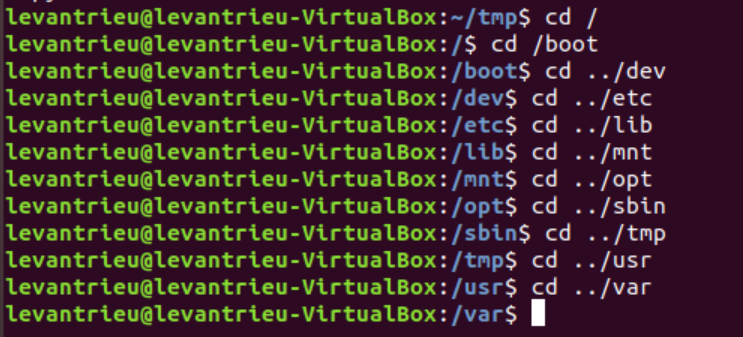 levantrieu@levantrieu-VirtualBox:~/tmp$ cd /
levantrieu@levantrieu-VirtualBox:/$ cd /boot
levantrieu@levantrieu-VirtualBox:/boot$ cd ../dev
levantrieu@levantrieu-VirtualBox:/dev$ cd ../etc
levantrieu@levantrieu-VirtualBox:/etc$ cd ../lib
levantrieu@levantrieu-VirtualBox:/lib$ cd ../mnt
levantrieu@levantrieu-VirtualBox:/mnt$ cd ../opt
levantrieu@levantrieu-VirtualBox:/opt$ cd ../sbin
levantrieu@levantrieu-VirtualBox:/sbin$ cd ../tmp
levantrieu@levantrieu-VirtualBox:/tmp$ cd ../usr
levantrieu@levantrieu-VirtualBox:/usr$ cd ../var
levantrieu@levantrieu-VirtualBox:/var$